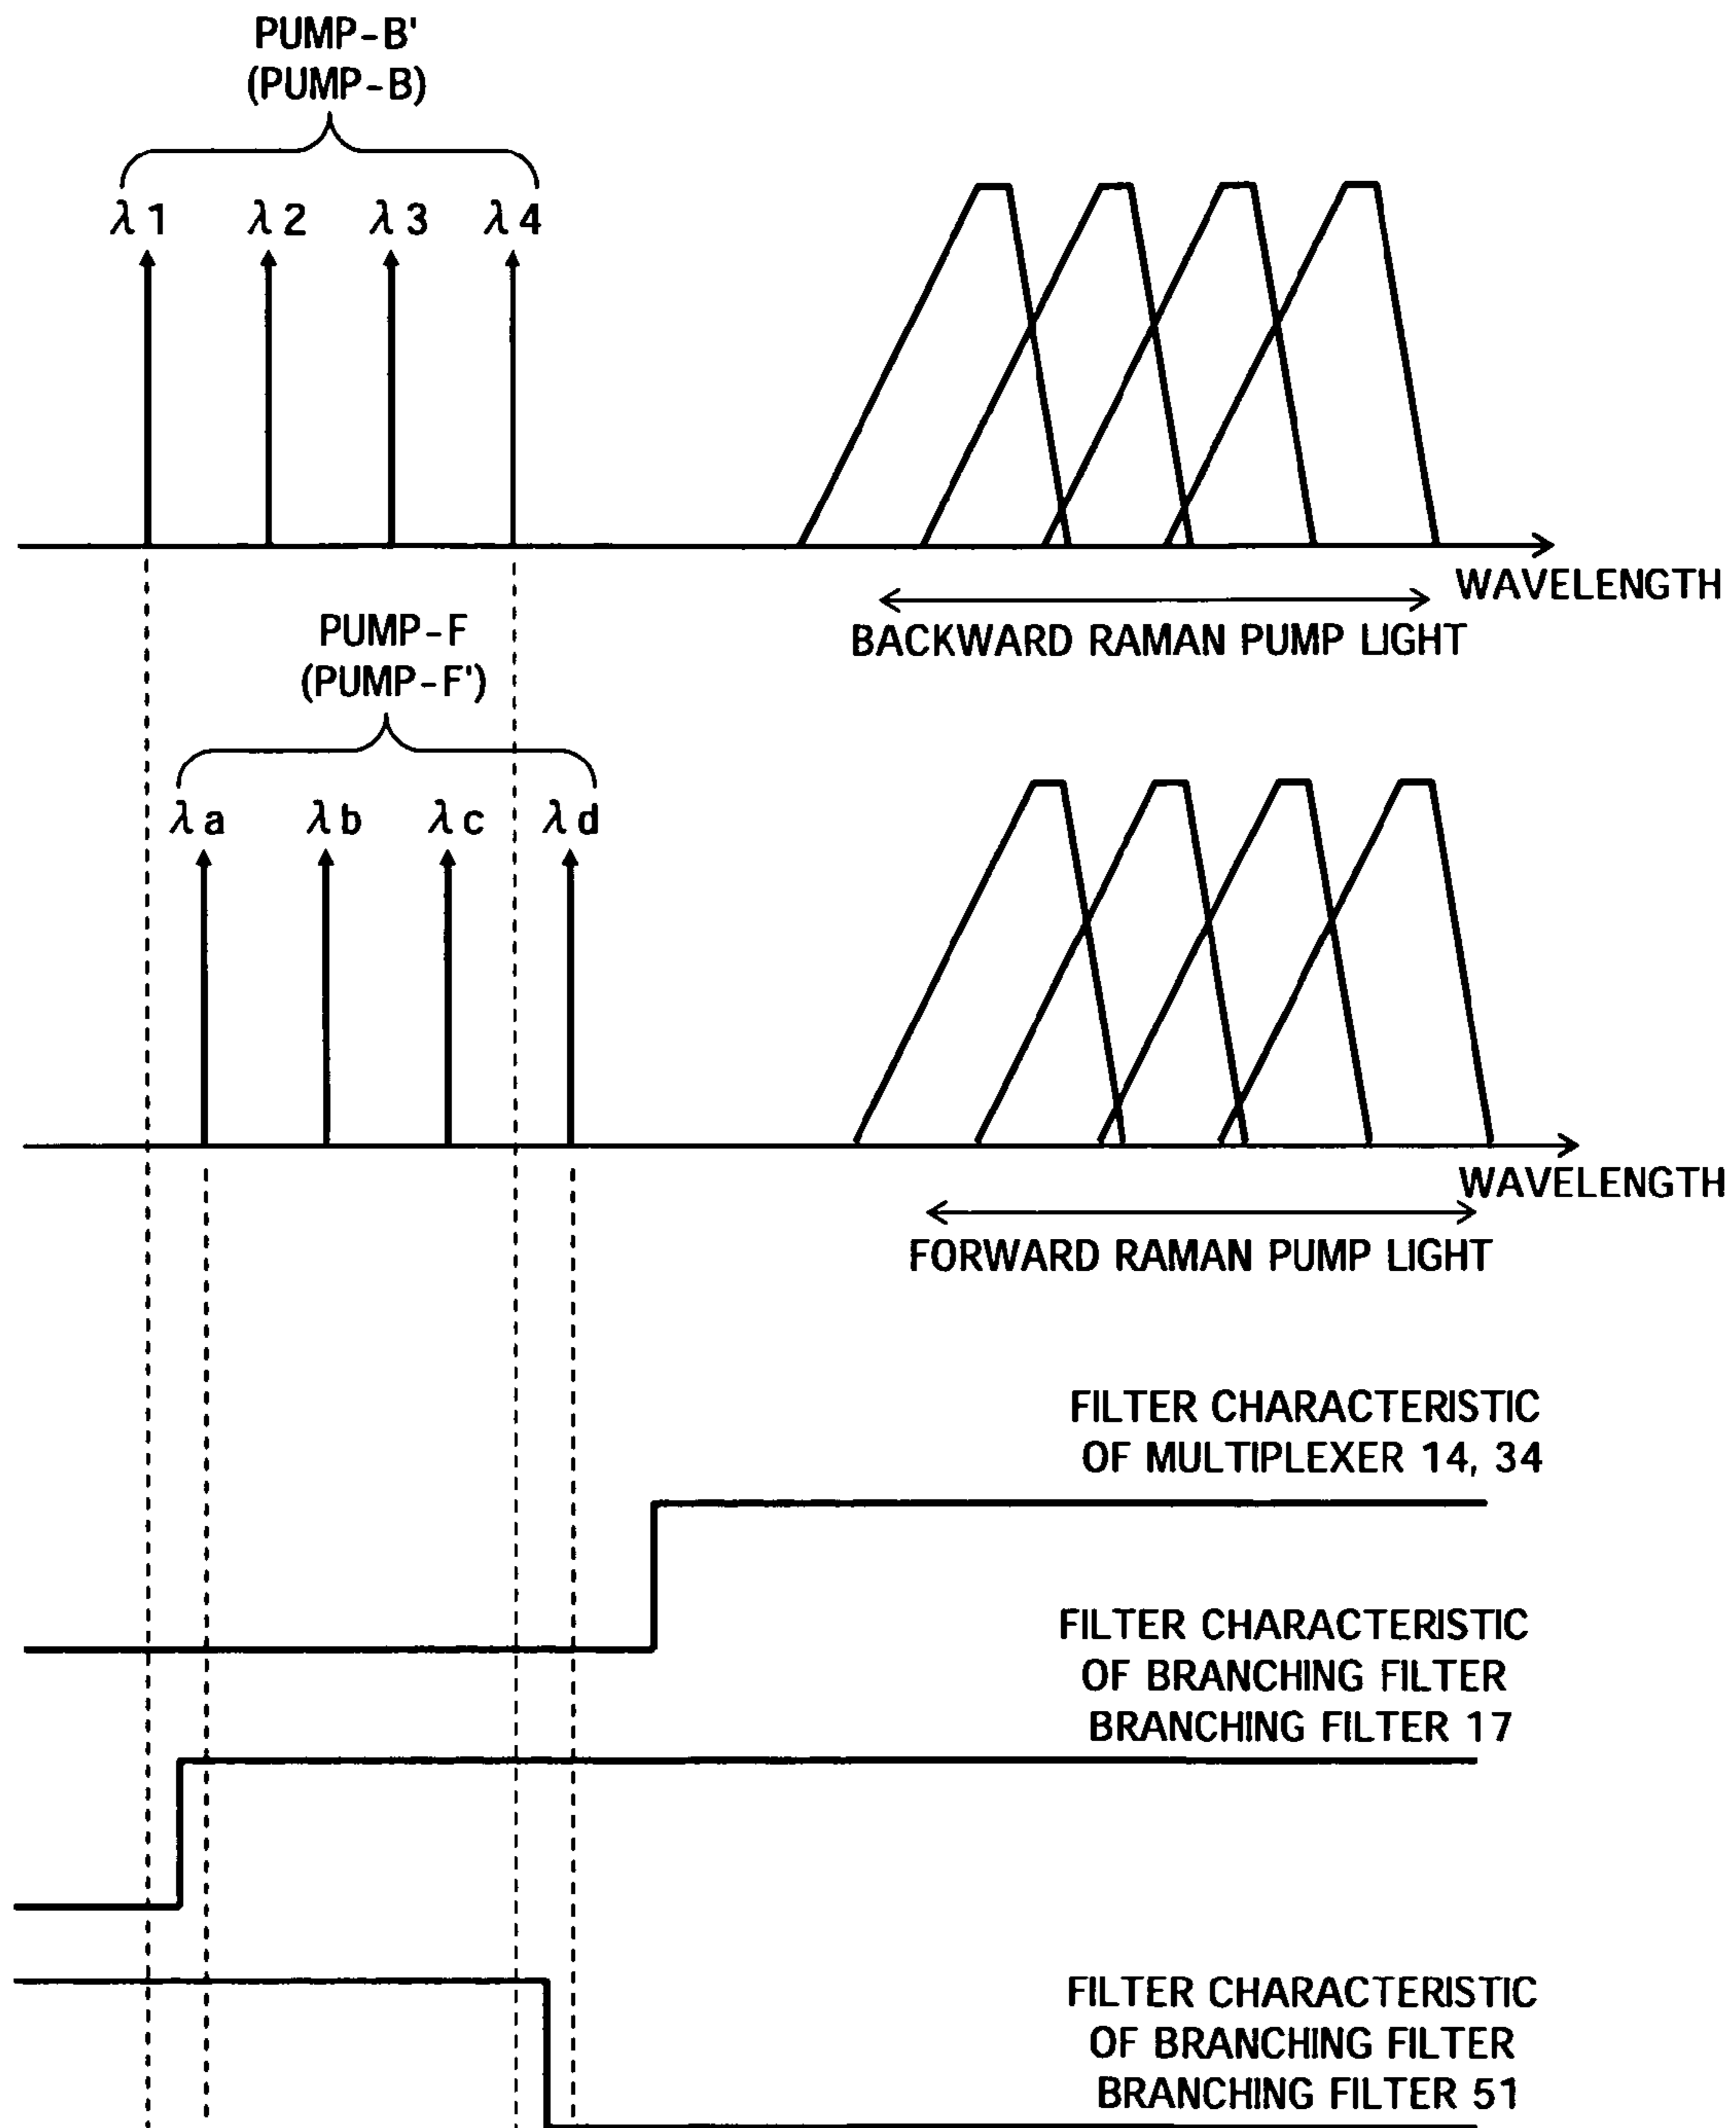 PUMP-B'
(PUMP-B)
λ1 λ2 λ3 λ4
WAVELENGTH
BACKWARD RAMAN PUMP LIGHT
PUMP-F
(PUMP-F')
λa λb λc λd
WAVELENGTH
FORWARD RAMAN PUMP LIGHT
FILTER CHARACTERISTIC
OF MULTIPLEXER 14, 34
FILTER CHARACTERISTIC
OF BRANCHING FILTER
BRANCHING FILTER 17
FILTER CHARACTERISTIC
OF BRANCHING FILTER
BRANCHING FILTER 51